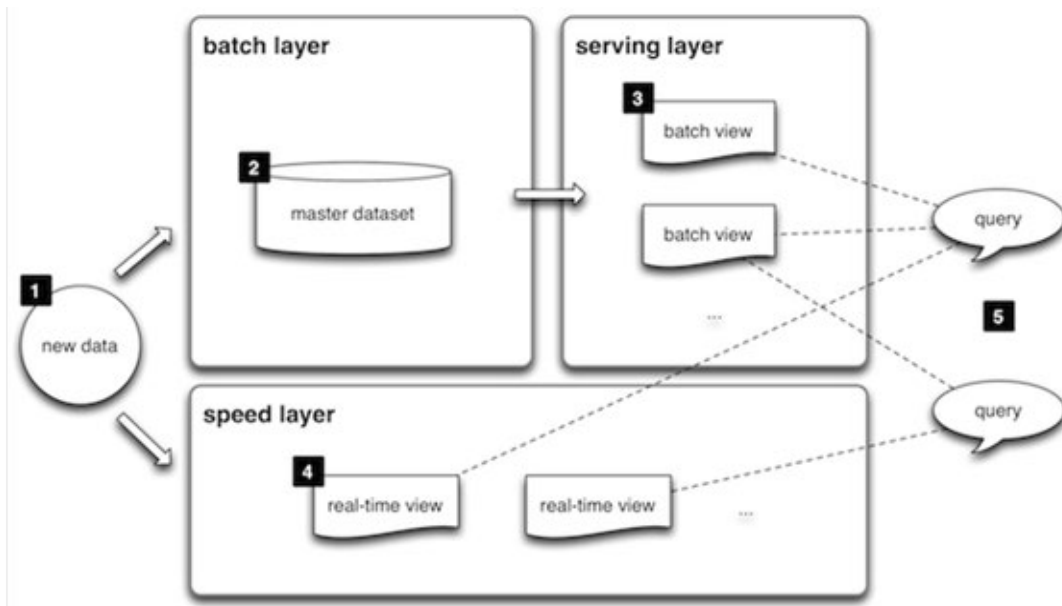 batch layer
serving layer
3
batch view
2
master dataset
batch view
query
1
new data
...
5
speed layer
query
4
real-time view
real-time view
...